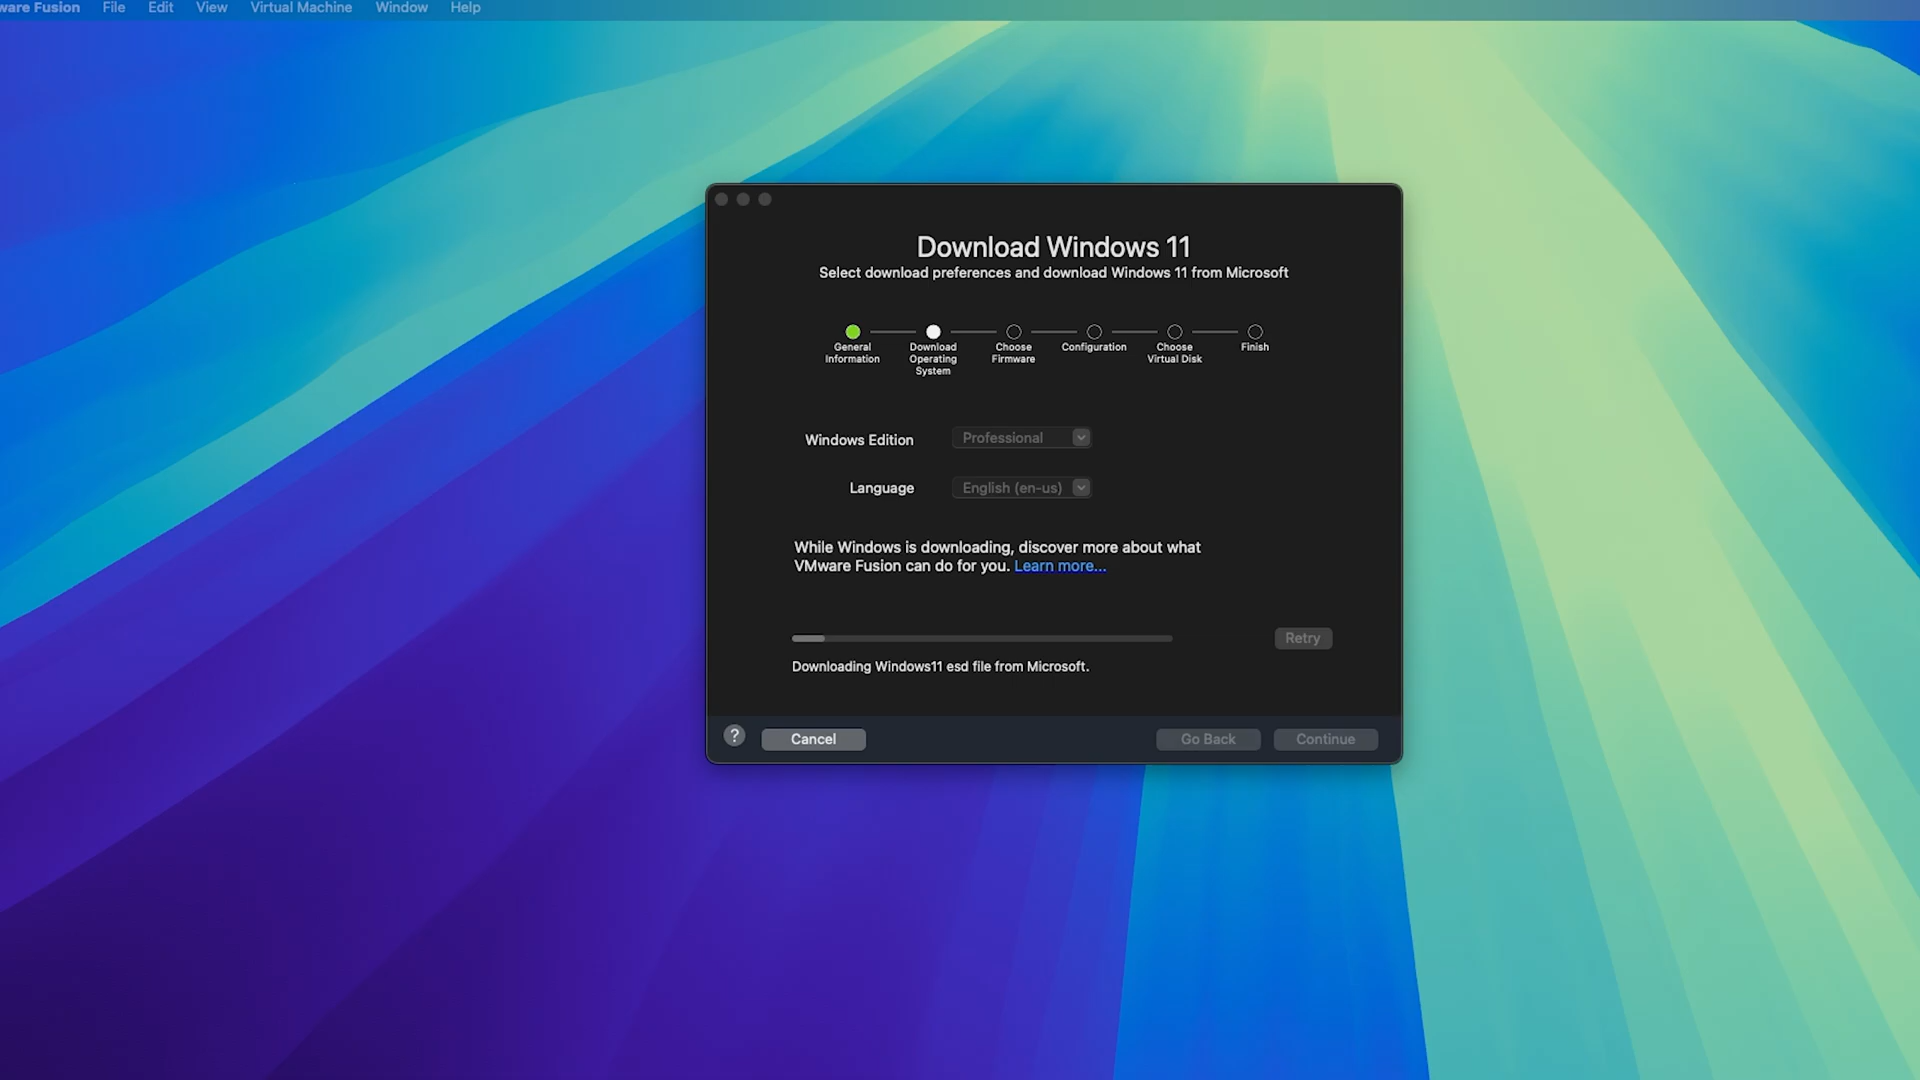 ware Fusion File Edit View Virtual Machine Window Help
Download Windows 11
Select download preferences and download Windows 11 from Microsoft
General Information
Download Operating System
Choose Firmware
Configuration
Choose Virtual Disk
Finish
Windows Edition Professional
Language English (en-us)
While Windows is downloading, discover more about what
VMware Fusion can do for you. Learn more...
Retry
Downloading Windows11 esd file from Microsoft.
? Cancel Go Back Continue